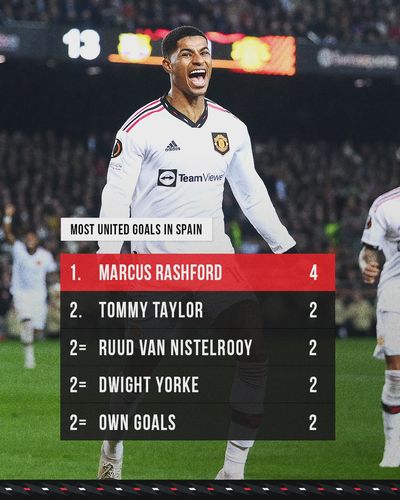 13
adidas
TeamViewer
MOST UNITED GOALS IN SPAIN
1. MARCUS RASHFORD 4
2. TOMMY TAYLOR 2
2= RUUD VAN NISTELROOY 2
2= DWIGHT YORKE 2
2= OWN GOALS 2